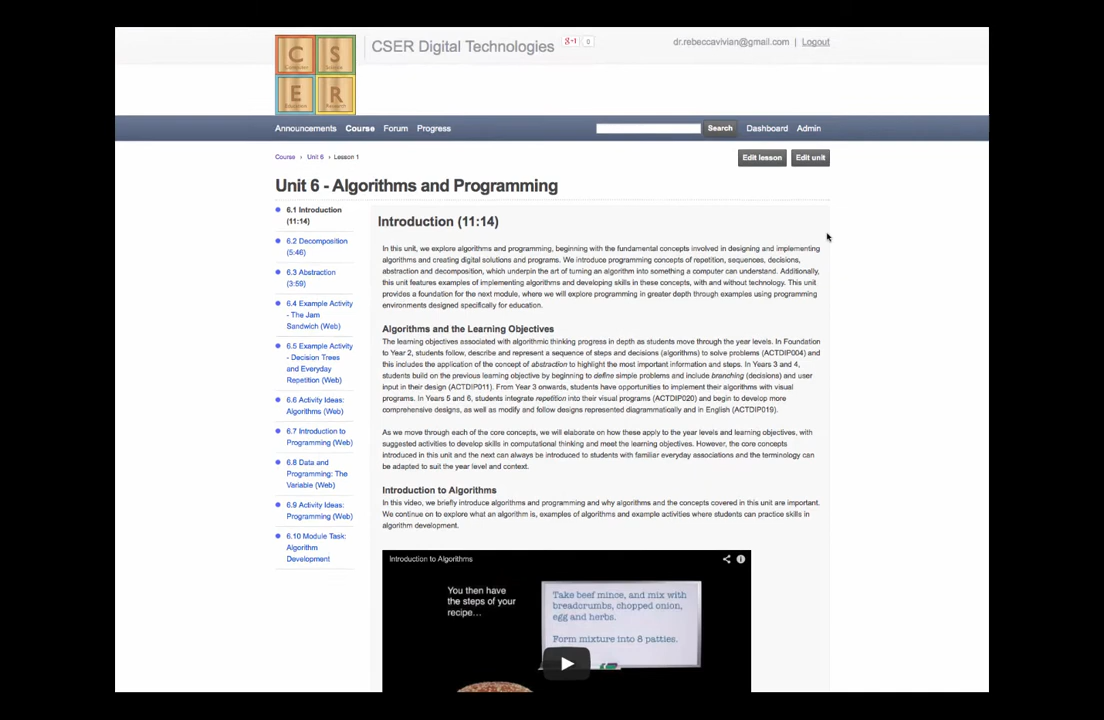 C S
E R
CSER Digital Technologies
g+1 0
dr.rebeccavivian@gmail.com | Logout
Announcements Course Forum Progress Search Dashboard Admin
Course › Unit 6 › Lesson 1
Edit lesson Edit unit
Unit 6 - Algorithms and Programming
6.1 Introduction
(11:14)
6.2 Decomposition
(5:46)
6.3 Abstraction
(3:59)
6.4 Example Activity
- The Jam
Sandwich (Web)
6.5 Example Activity
- Decision Trees
and Everyday
Repetition (Web)
6.6 Activity Ideas:
Algorithms (Web)
6.7 Introduction to
Programming (Web)
6.8 Data and
Programming: The
Variable (Web)
6.9 Activity Ideas:
Programming (Web)
6.10 Module Task:
Algorithm
Development
Introduction (11:14)
In this unit, we explore algorithms and programming, beginning with the fundamental concepts involved in designing and implementing
algorithms and creating digital solutions and programs. We introduce programming concepts of repetition, sequences, decisions,
abstraction and decomposition, which underpin the art of turning an algorithm into something a computer can understand. Additionally,
this unit features examples of implementing algorithms and developing skills in these concepts, with and without technology. This unit
provides a foundation for the next module, where we will explore programming in greater depth through examples using programming
environments designed specifically for education.
Algorithms and the Learning Objectives
The learning objectives associated with algorithmic thinking progress in depth as students move through the year levels. In Foundation
to Year 2, students follow, describe and represent a sequence of steps and decisions (algorithms) to solve problems (ACTDIP004) and
this includes the application of the concept of abstraction to highlight the most important information and steps. In Years 3 and 4,
students build on the previous learning objective by beginning to define simple problems and include branching (decisions) and user
input in their design (ACTDIP011). From Year 3 onwards, students have opportunities to implement their algorithms with visual
programs. In Years 5 and 6, students integrate repetition into their visual programs (ACTDIP020) and begin to develop more
comprehensive designs, as well as modify and follow designs represented diagrammatically and in English (ACTDIP019).
As we move through each of the core concepts, we will elaborate on how these apply to the year levels and learning objectives, with
suggested activities to develop skills in computational thinking and meet the learning objectives. However, the core concepts
introduced in this unit and the next can always be introduced to students with familiar everyday associations and the terminology can
be adapted to suit the year level and context.
Introduction to Algorithms
In this video, we briefly introduce algorithms and programming and why algorithms and the concepts covered in this unit are important.
We continue on to explore what an algorithm is, examples of algorithms and example activities where students can practice skills in
algorithm development.
Introduction to Algorithms
You then have
the steps of your
recipe...
Take beef mince, and mix with
breadcrumbs, chopped onion,
egg and herbs.
Form mixture into 8 patties.